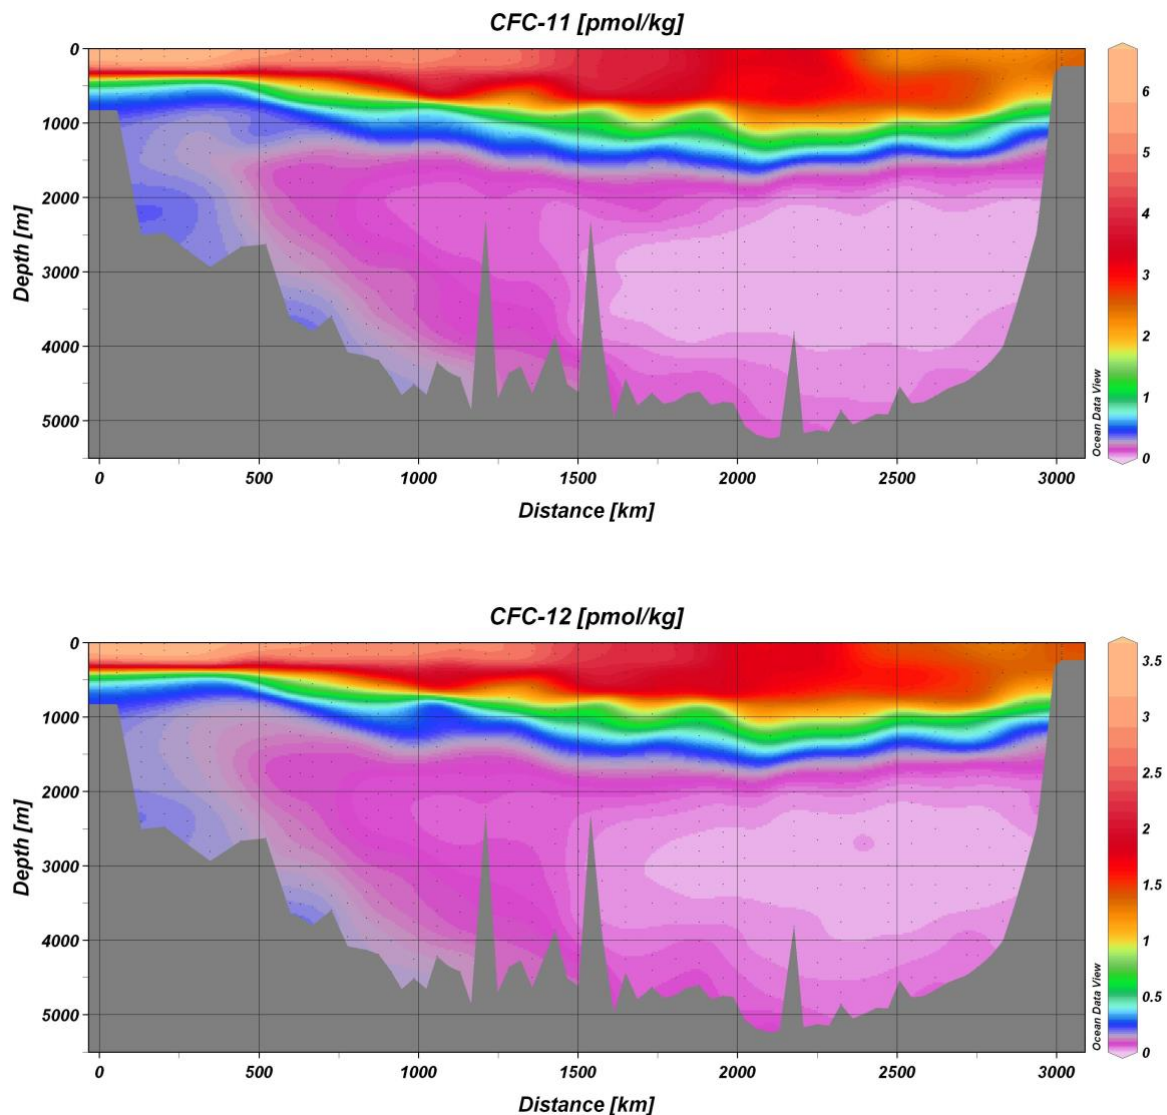 CFC-11 [pmol/kg]
0
1000
2000
3000
4000
5000
Depth [m]
0 500 1000 1500 2000 2500 3000
Distance [km]
6
5
4
3
2
1
0
Ocean Data View
CFC-12 [pmol/kg]
0
1000
2000
3000
4000
5000
Depth [m]
0 500 1000 1500 2000 2500 3000
Distance [km]
3.5
3
2.5
2
1.5
1
0.5
0
Ocean Data View